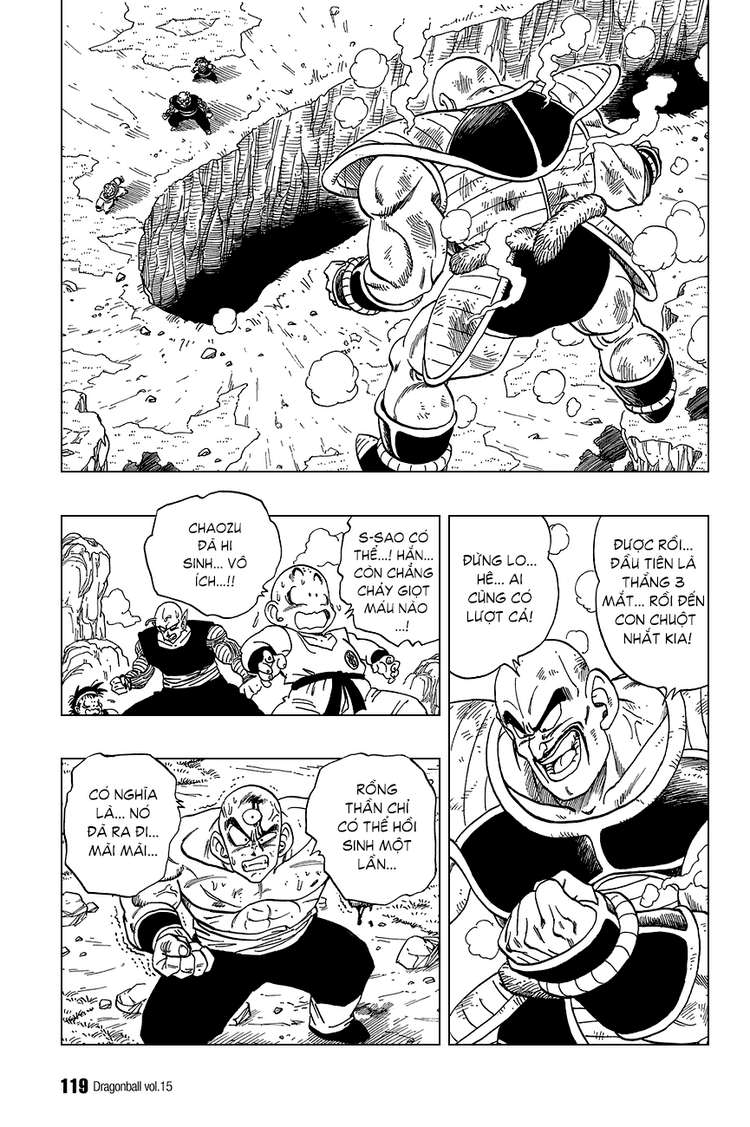 ĐƯỢC RỒI...
ĐẦU TIÊN LÀ
THẰNG 3
MẮT... RỒI ĐẾN
CON CHUỘT
NHẮT KIA!
ĐỪNG LO...
HÊ... AI
CŨNG CÓ
LƯỢT CẢ!
S-SAO CÓ
THỂ...! HẮN...
CÒN CHẲNG
CHẢY GIỌT
MÁU NÀO
...!
CHAOZU
ĐÃ HI
SINH... VÔ
ÍCH...!!
RỒNG
THẦN CHỈ
CÓ THỂ HỒI
SINH MỘT
LẦN...
CÓ NGHĨA
LÀ... NÓ
ĐÃ RA ĐI...
MÃI MÃI...
119 Dragonball vol.15